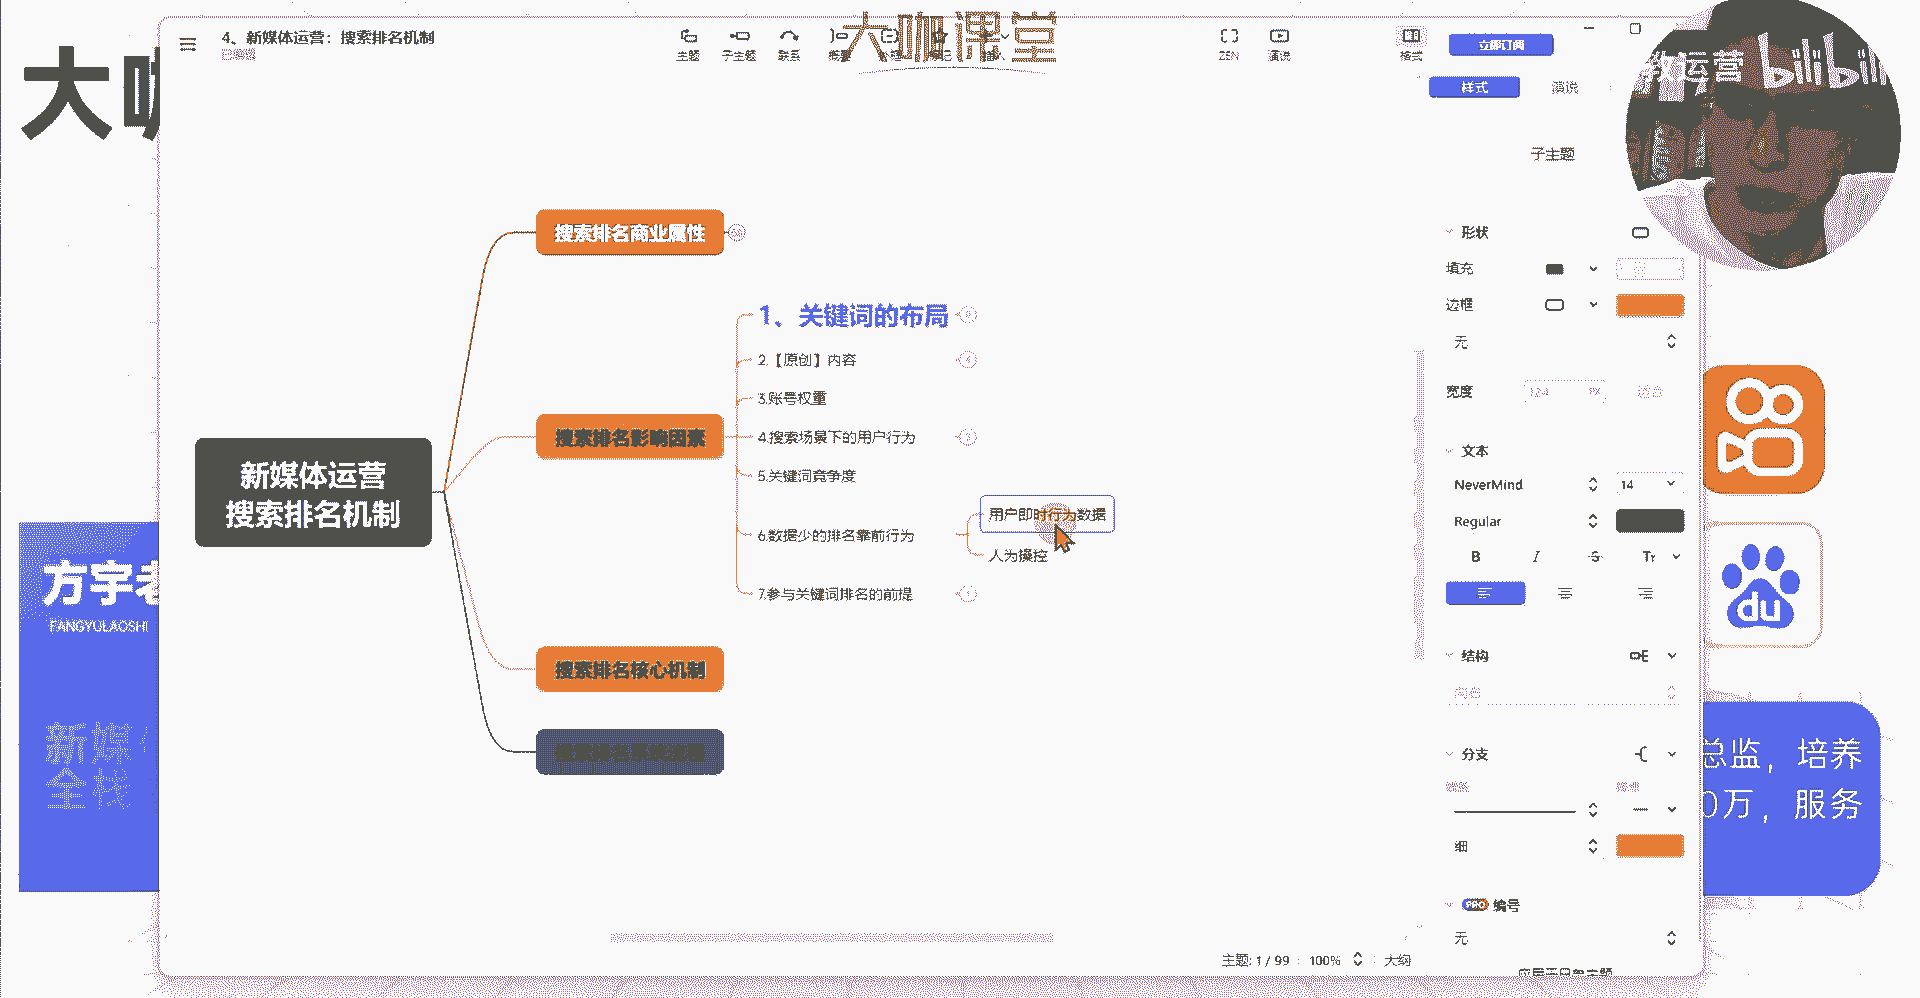 大咖课堂
4、新媒体运营：搜索排名机制
已编辑
主题
子主题
联系
概要
ZEN
演说
格式
立即订阅
样式
演说
教运营 bilibili
子主题
大咖
新媒体运营
搜索排名机制
搜索排名商业属性
搜索排名影响因素
搜索排名核心机制
1、关键词的布局
2.【原创】内容
3.账号权重
4.搜索场景下的用户行为
5.关键词竞争度
6.数据少的排名靠前行为
用户即时行为数据
人为操控
7.参与关键词排名的前提
形状
填充
边框
无
宽度
124
PX
文本
NeverMind
14
Regular
B
I
S
Tr
结构
分支
细
PRO 编号
无
主题: 1 / 99
100%
大纲
方宇老
FANGYULAOSHI
新媒体
全栈
du
总监，培养
0万，服务